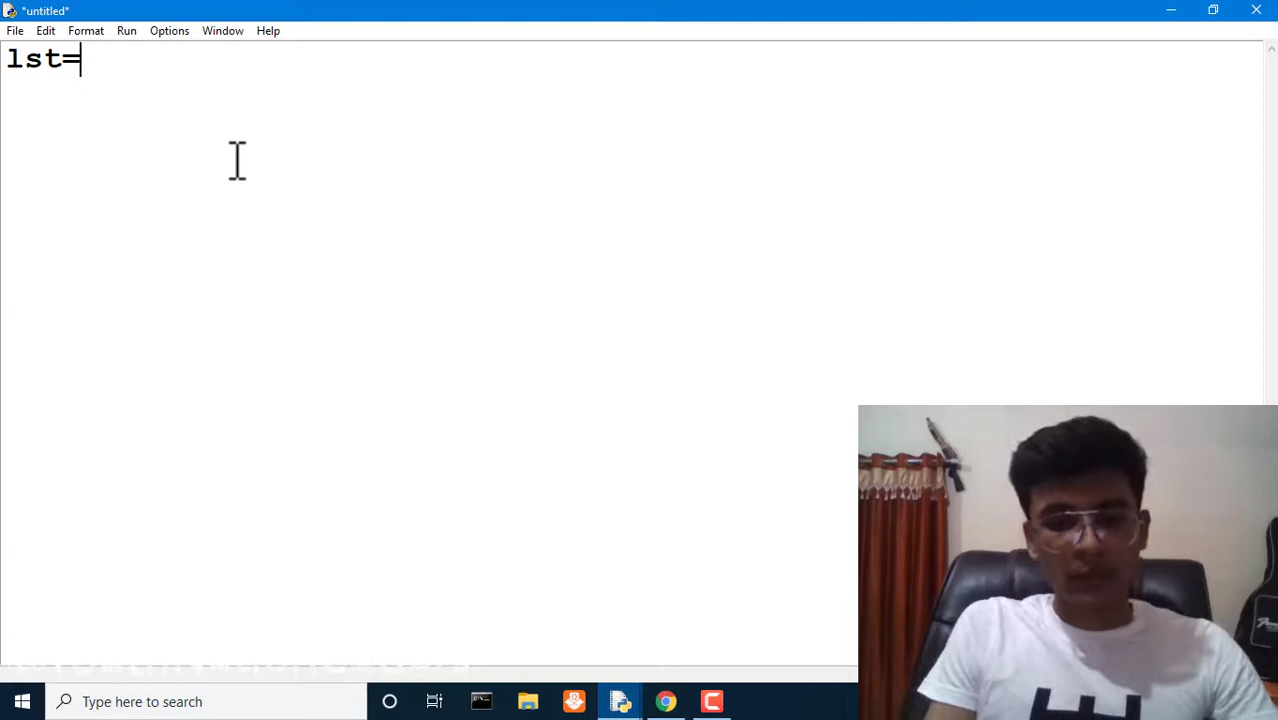 *untitled*
File Edit Format Run Options Window Help
lst=
Type here to search